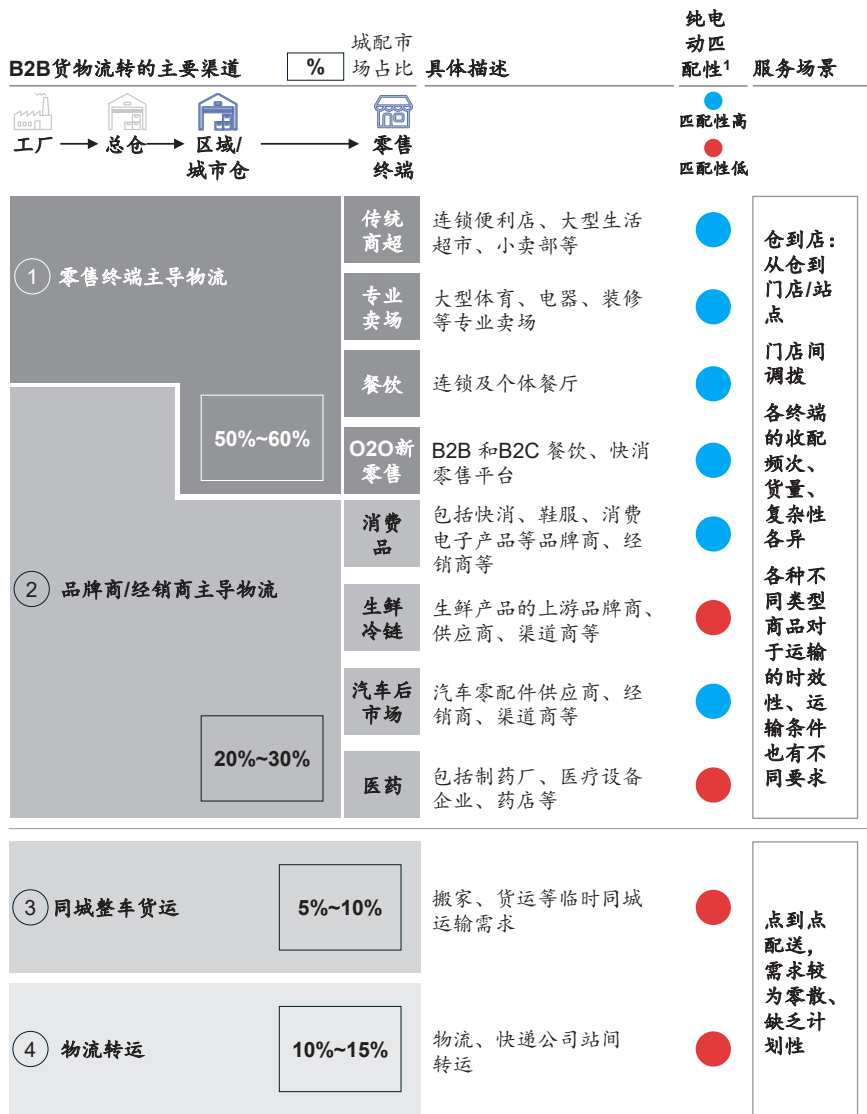 B2B货物流转的主要渠道
%
城配市
场占比
具体描述
纯电
动匹
配性1
服务场景
工厂
总仓
区域/
城市仓
零售
终端
匹配性高
匹配性低
1
零售终端主导物流
50%~60%
传统
商超
连锁便利店、大型生活
超市、小卖部等
专业
卖场
大型体育、电器、装修
等专业卖场
餐饮
连锁及个体餐厅
O2O新
零售
B2B 和B2C 餐饮、快消
零售平台
2
品牌商/经销商主导物流
20%~30%
消费
品
包括快消、鞋服、消费
电子产品等品牌商、经
销商等
生鲜
冷链
生鲜产品的上游品牌商、
供应商、渠道商等
汽车后
市场
汽车零配件供应商、经
销商、渠道商等
医药
包括制药厂、医疗设备
企业、药店等
仓到店:
从仓到
门店/站
点
门店间
调拨
各终端
的收配
频次、
货量、
复杂性
各异
各种不
同类型
商品对
于运输
的时效
性、运
输条件
也有不
同要求
3
同城整车货运
5%~10%
搬家、货运等临时同城
运输需求
4
物流转运
10%~15%
物流、快递公司站间
转运
点到点
配送,
需求较
为零散、
缺乏计
划性